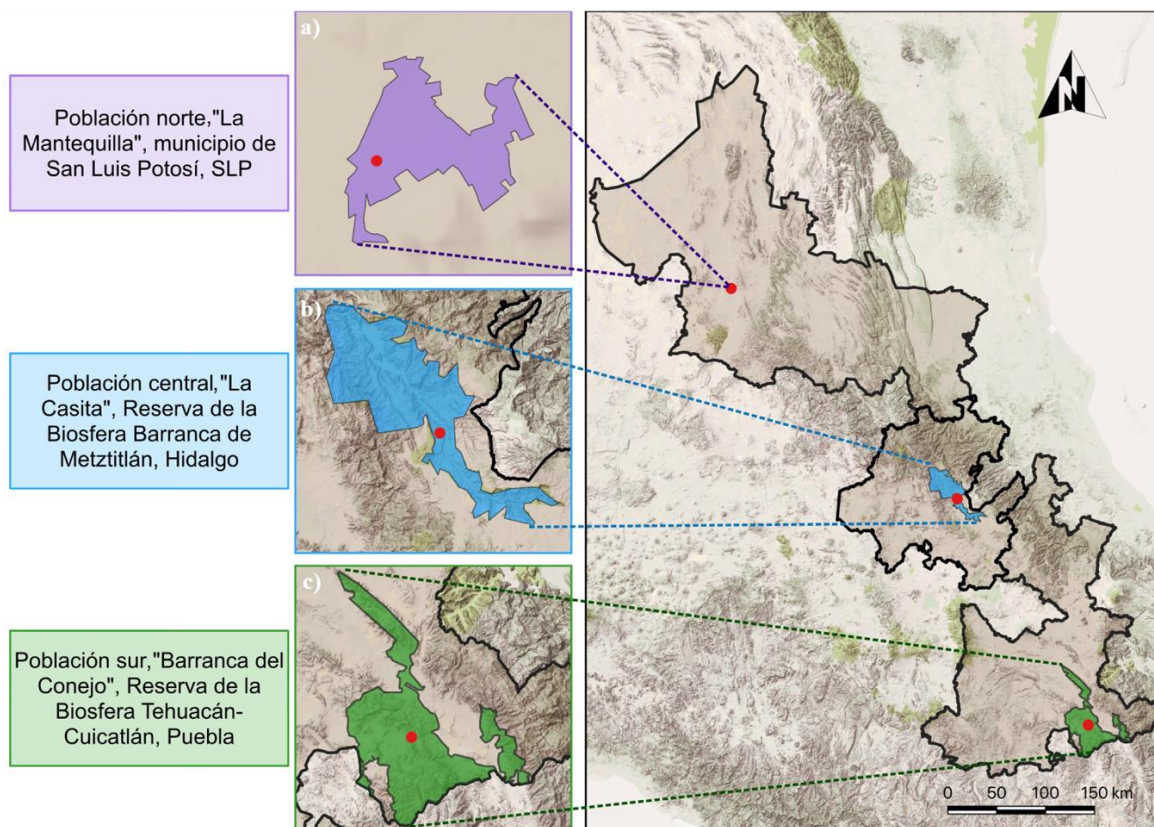 Población norte,"La
Mantequilla", municipio de
San Luis Potosí, SLP
a)
N
Población central,"La
Casita", Reserva de la
Biosfera Barranca de
Metztitlán, Hidalgo
b)
Población sur,"Barranca del
Conejo", Reserva de la
Biosfera Tehuacán-
Cuicatlán, Puebla
c)
0 50 100 150 km